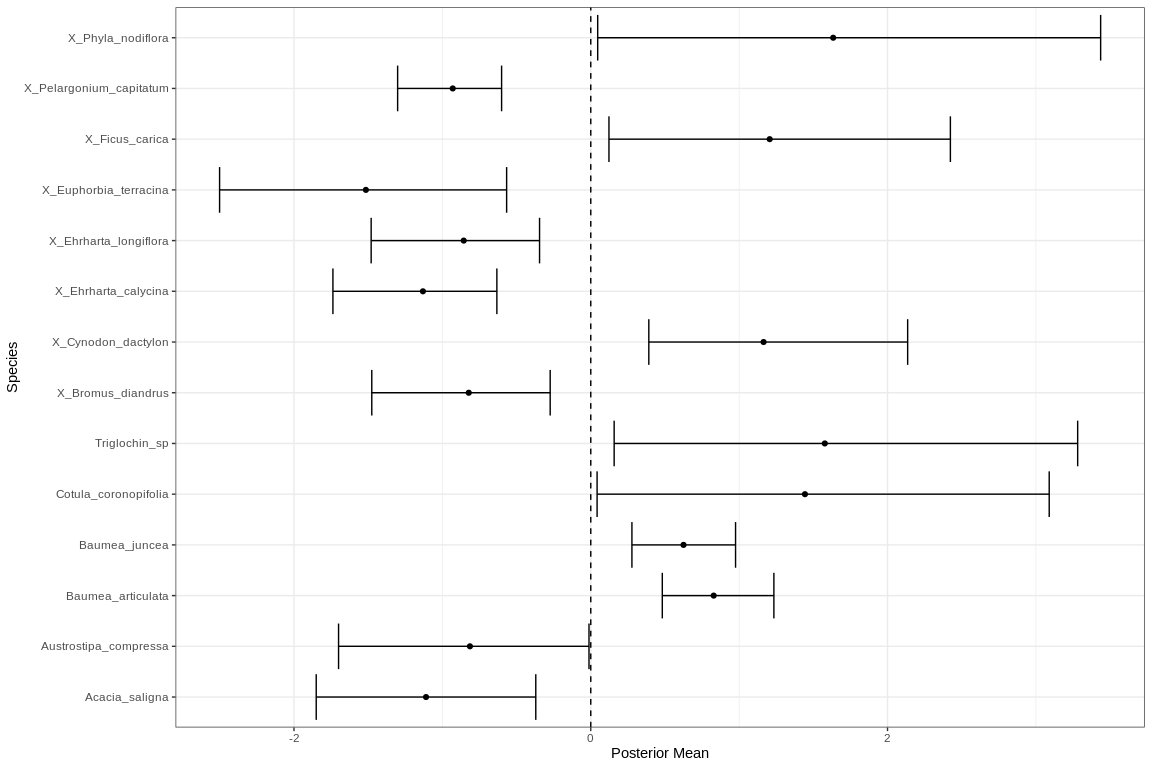 X_Phyla_nodiflora
X_Pelargonium_capitatum
X_Ficus_carica
X_Euphorbia_terracina
X_Ehrharta_longiflora
X_Ehrharta_calycina
X_Cynodon_dactylon
X_Bromus_diandrus
Triglochin_sp
Cotula_coronopifolia
Baumea_juncea
Baumea_articulata
Austrostipa_compressa
Acacia_saligna
Species
-2 0 2
Posterior Mean